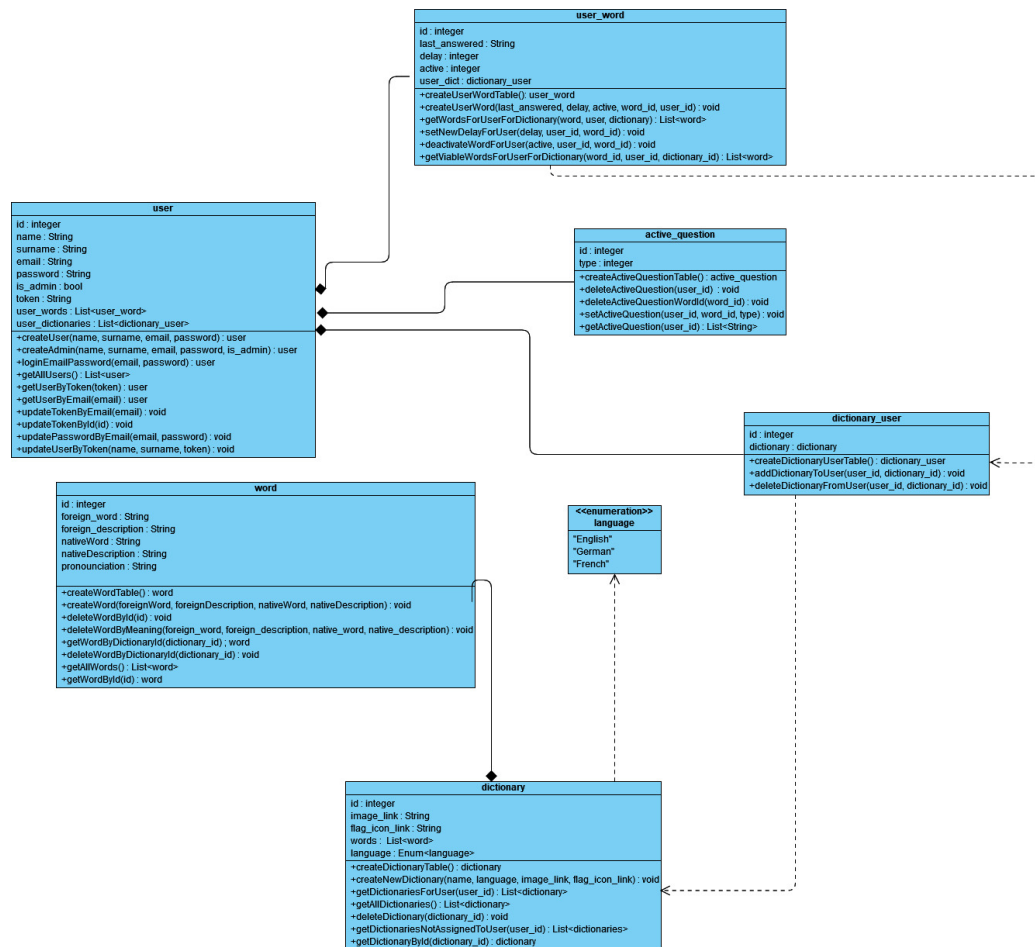 user_word
id : integer
last_answered : String
delay : integer
active : integer
user_dict : dictionary_user
+createUserWordTable(): user_word
+createUserWord(last_answered, delay, active, word_id, user_id) : void
+getWordsForUserForDictionary(word, user, dictionary) : List<word>
+setNewDelayForUser(delay, user_id, word_id) : void
+deactivateWordForUser(active, user_id, word_id) : void
+getViableWordsForUserForDictionary(word_id, user_id, dictionary_id) : List<word>
user
id : integer
name : String
surname : String
email : String
password : String
is_admin : bool
token : String
user_words : List<user_word>
user_dictionaries : List<dictionary_user>
+createUser(name, surname, email, password) : user
+createAdmin(name, surname, email, password, is_admin) : user
+loginEmailPassword(email, password) : user
+getAllUsers() : List<user>
+getUserByToken(token) : user
+getUserByEmail(email) : user
+updateTokenByEmail(email) : void
+updateTokenById(id) : void
+updatePasswordByEmail(email, password) : void
+updateUserByToken(name, surname, token) : void
active_question
id : integer
type : integer
+createActiveQuestionTable() : active_question
+deleteActiveQuestion(user_id) : void
+deleteActiveQuestionWordId(word_id) : void
+setActiveQuestion(user_id, word_id, type) : void
+getActiveQuestion(user_id) : List<String>
dictionary_user
id : integer
dictionary : dictionary
+createDictionaryUserTable() : dictionary_user
+addDictionaryToUser(user_id, dictionary_id) : void
+deleteDictionaryFromUser(user_id, dictionary_id) : void
word
id : integer
foreign_word : String
foreign_description : String
nativeWord : String
nativeDescription : String
pronounciation : String
+createWordTable() : word
+createWord(foreignWord, foreignDescription, nativeWord, nativeDescription) : void
+deleteWordById(id) : void
+deleteWordByMeaning(foreign_word, foreign_description, native_word, native_description) : void
+getWordByDictionaryId(dictionary_id) ; word
+deleteWordByDictionaryId(dictionary_id) : void
+getAllWords() : List<word>
+getWordById(id) : word
<<enumeration>>
language
"English"
"German"
"French"
dictionary
id : integer
image_link : String
flag_icon_link : String
words :  List<word>
language : Enum<language>
+createDictionaryTable() : dictionary
+createNewDictionary(name, language, image_link, flag_icon_link) : void
+getDictionariesForUser(user_id) : List<dictionary>
+getAllDictionaries() : List<dictionary>
+deleteDictionary(dictionary_id) : void
+getDictionariesNotAssignedToUser(user_id) : List<dictionaries>
+getDictionaryById(dictionary_id) : dictionary